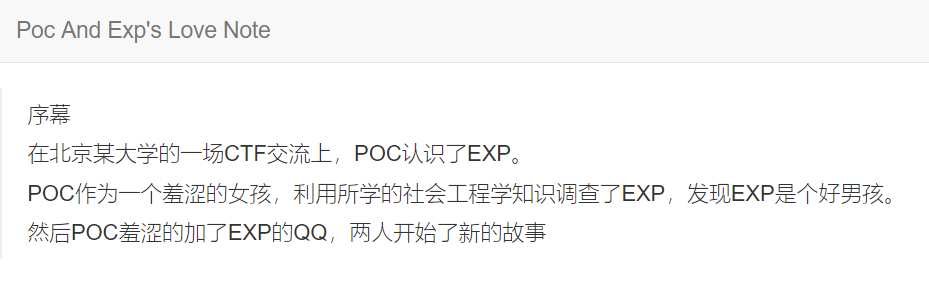 Poc And Exp's Love Note
序幕
在北京某大学的一场CTF交流上，POC认识了EXP。
POC作为一个羞涩的女孩，利用所学的社会工程学知识调查了EXP，发现EXP是个好男孩。
然后POC羞涩的加了EXP的QQ，两人开始了新的故事